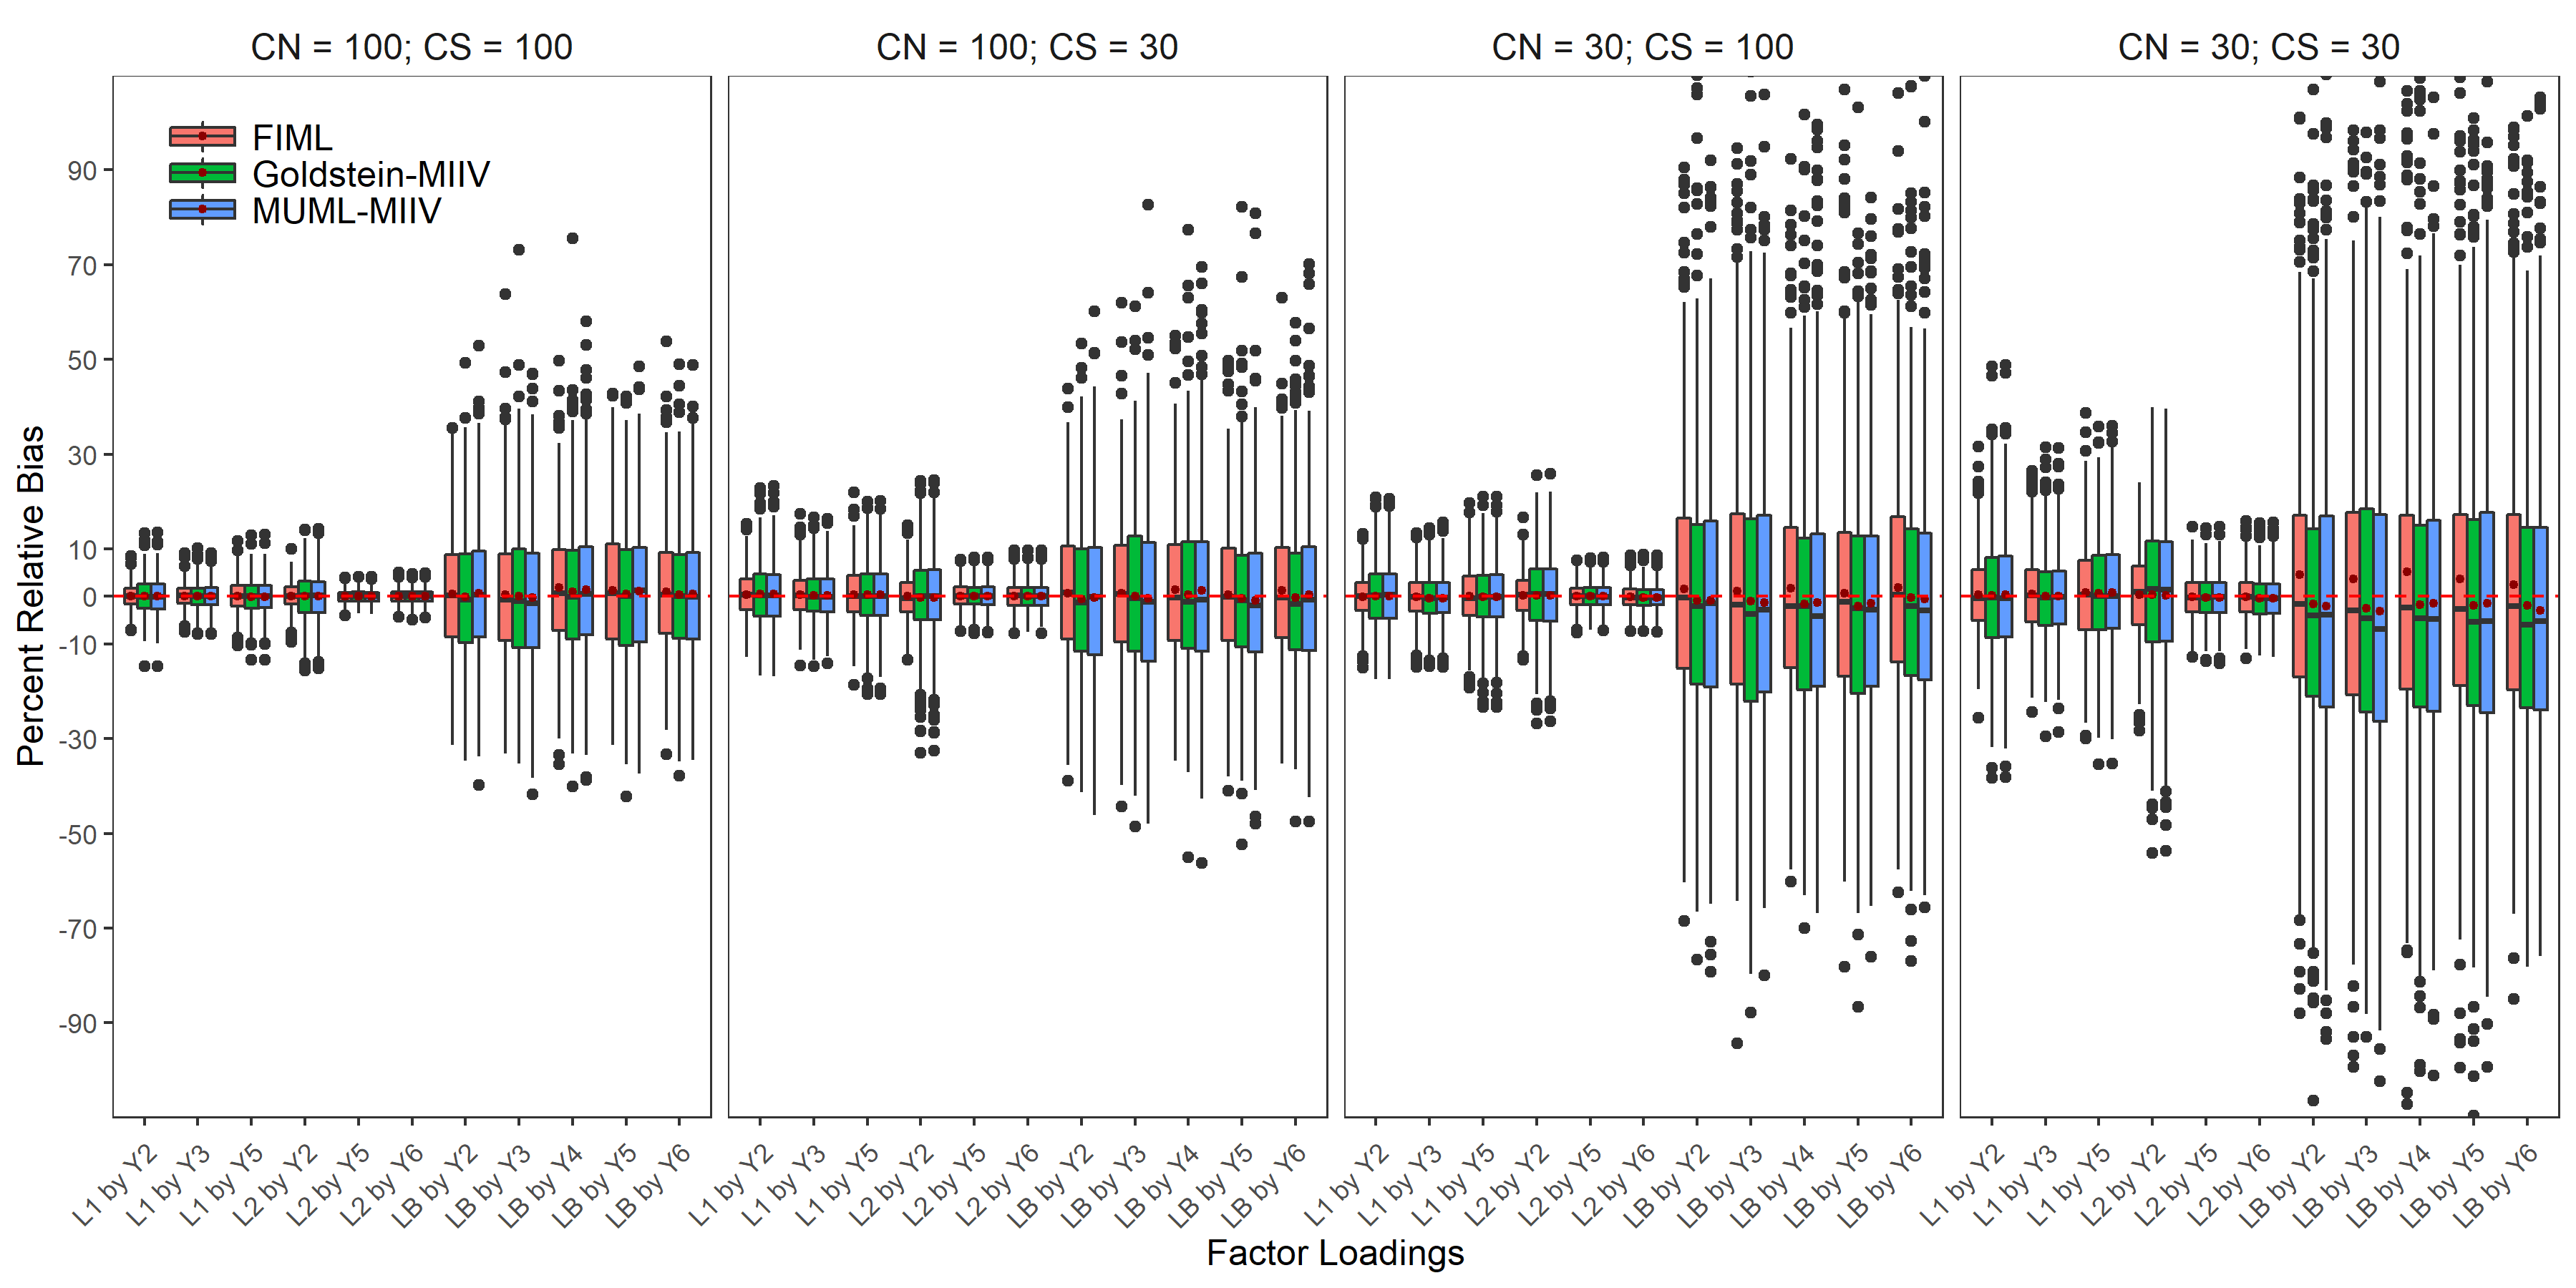 CN = 100; CS = 100
CN = 100; CS = 30
CN = 30; CS = 100
CN = 30; CS = 30
FIML
Goldstein-MIIV
MUML-MIIV
Percent Relative Bias
90
70
50
30
10
0
-10
-30
-50
-70
-90
L1 by Y2
L1 by Y3
L1 by Y5
L2 by Y2
L2 by Y5
L2 by Y6
LB by Y2
LB by Y3
LB by Y4
LB by Y5
LB by Y6
L1 by Y2
L1 by Y3
L1 by Y5
L2 by Y2
L2 by Y5
L2 by Y6
LB by Y2
LB by Y3
LB by Y4
LB by Y5
LB by Y6
L1 by Y2
L1 by Y3
L1 by Y5
L2 by Y2
L2 by Y5
L2 by Y6
LB by Y2
LB by Y3
LB by Y4
LB by Y5
LB by Y6
L1 by Y2
L1 by Y3
L1 by Y5
L2 by Y2
L2 by Y5
L2 by Y6
LB by Y2
LB by Y3
LB by Y4
LB by Y5
LB by Y6
Factor Loadings